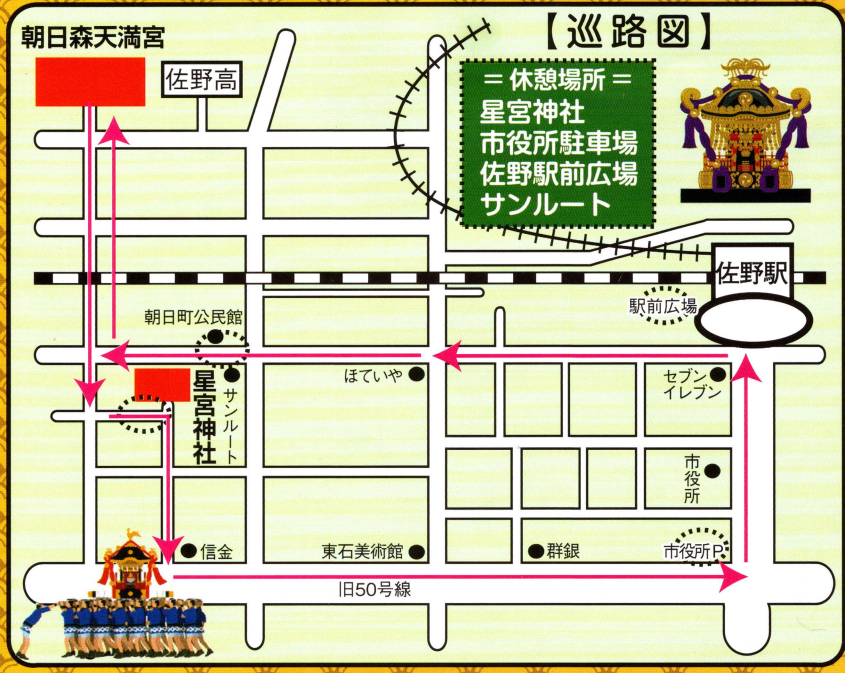 朝日森天満宮
【巡路図】
佐野高
＝休憩場所＝
星宮神社
市役所駐車場
佐野駅前広場
サンルート
佐野駅
駅前広場
朝日町公民館
ほていや
セブン
イレブン
星宮神社
サンルート
市役所
信金
東石美術館
群銀
市役所P
旧50号線